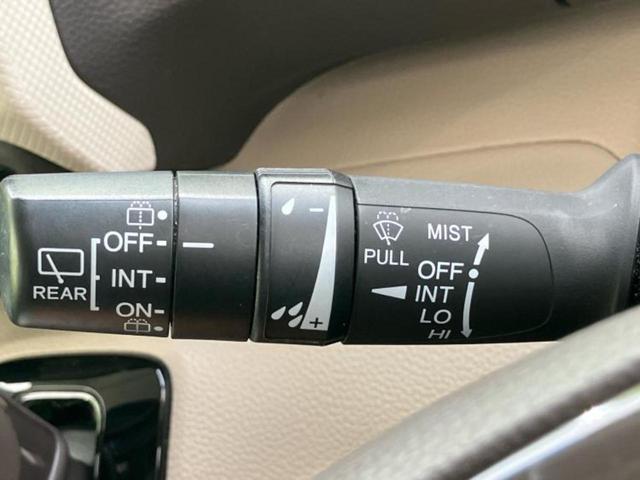 OFF
INT
ON
REAR
−
+
PULL
MIST
OFF
INT
LO
HI